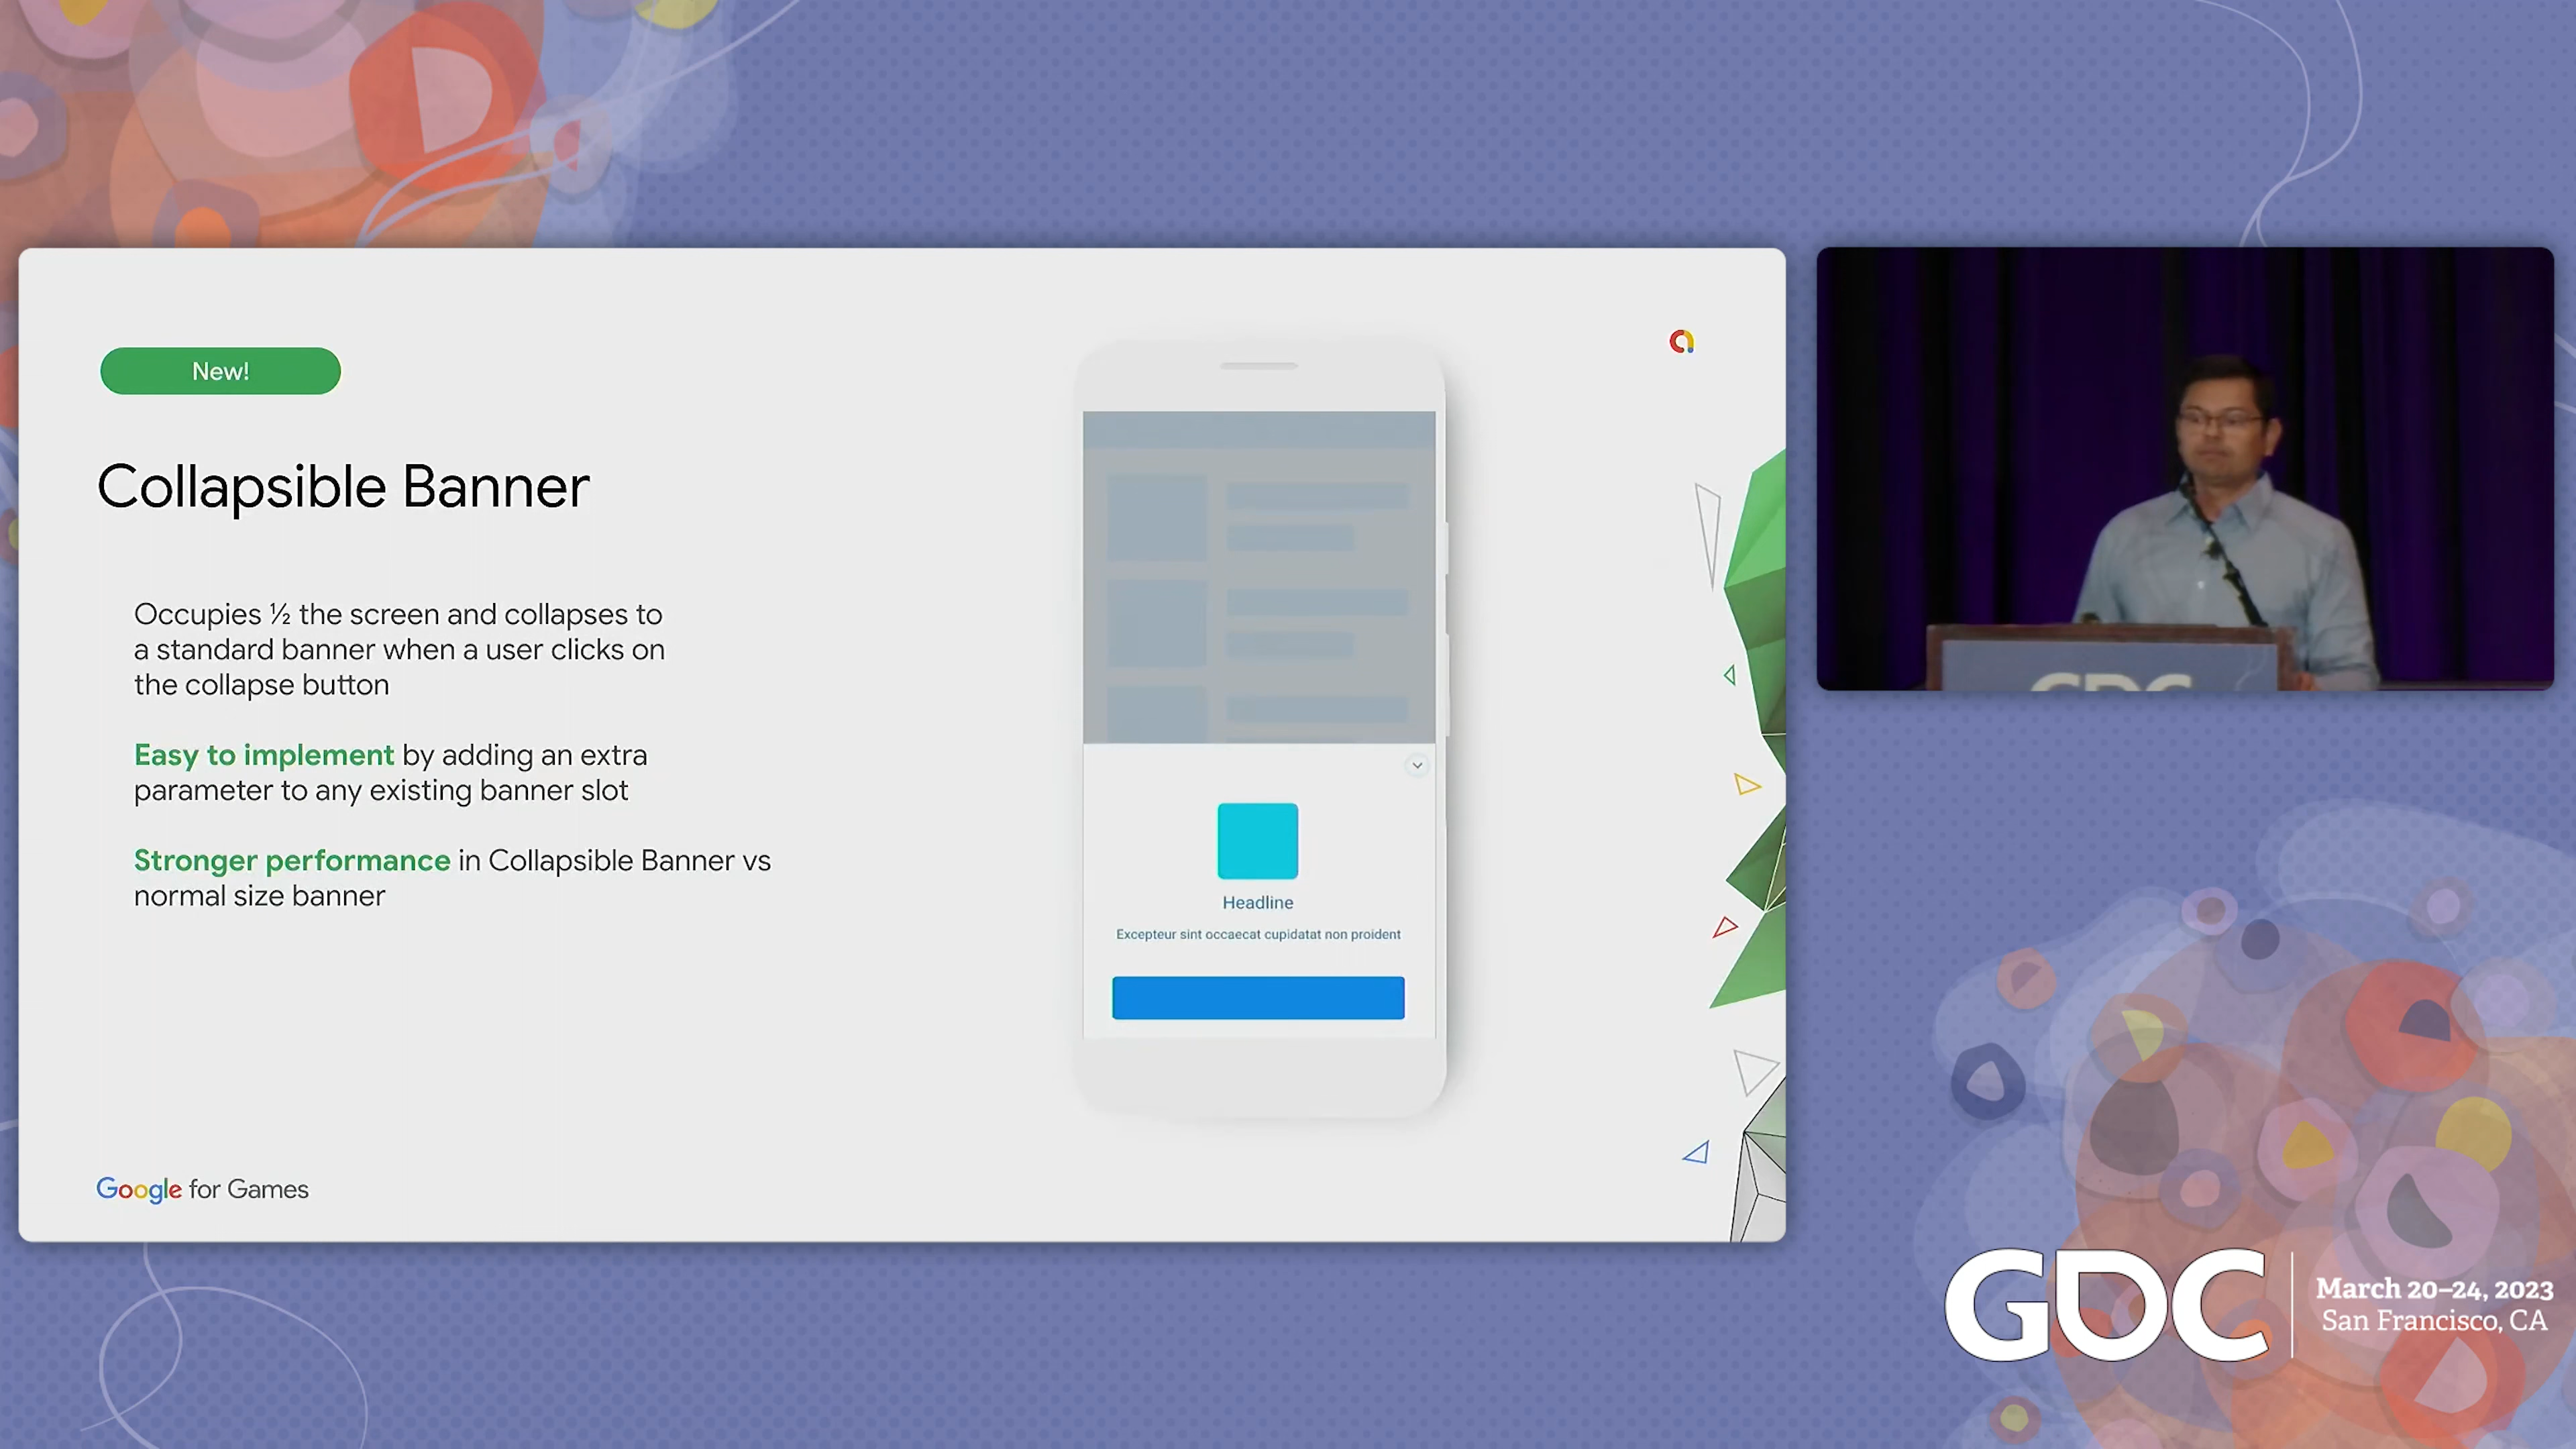 New!
Collapsible Banner
Occupies ½ the screen and collapses to
a standard banner when a user clicks on
the collapse button
Easy to implement by adding an extra
parameter to any existing banner slot
Stronger performance in Collapsible Banner vs
normal size banner
Headline
Excepteur sint occaecat cupidatat non proident
Google for Games
GDC
GDC
March 20–24, 2023
San Francisco, CA